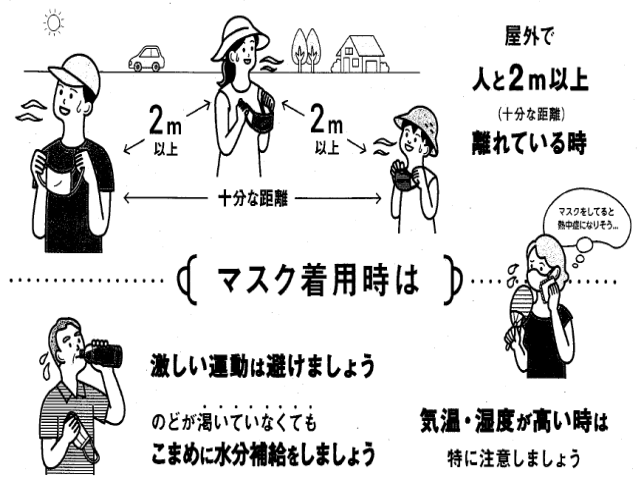 屋外で
人と2m以上
(十分な距離)
離れている時
2m
以上
2m
以上
十分な距離
マスクをしてると
熱中症になりそう…
マスク着用時は
激しい運動は避けましょう
のどが渇いていなくても
こまめに水分補給をしましょう
気温・湿度が高い時は
特に注意しましょう